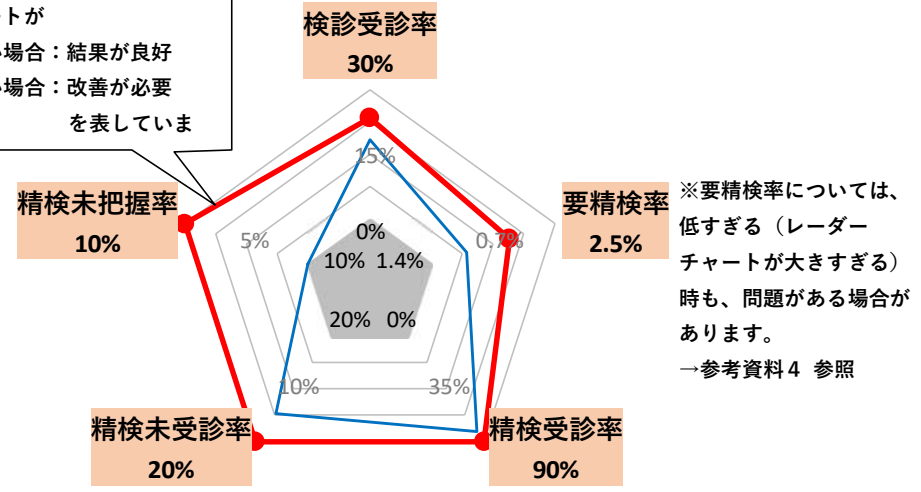 ートが
い場合：結果が良好
い場合：改善が必要
を表していま
検診受診率
30%
15%
精検未把握率
10%
5%
0%
10% 1.4%
20% 0%
0.7%
要精検率
2.5%
※要精検率については、
低すぎる（レーダー
チャートが大きすぎる）
時も、問題がある場合が
あります。
→参考資料４ 参照
10%
35%
精検未受診率
20%
精検受診率
90%